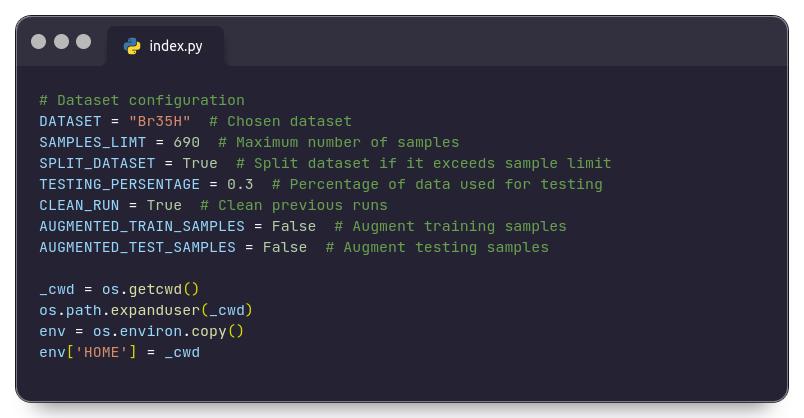 index.py
# Dataset configuration
DATASET = "Br35H"  # Chosen dataset
SAMPLES_LIMT = 690  # Maximum number of samples
SPLIT_DATASET = True  # Split dataset if it exceeds sample limit
TESTING_PERSENTAGE = 0.3  # Percentage of data used for testing
CLEAN_RUN = True  # Clean previous runs
AUGMENTED_TRAIN_SAMPLES = False  # Augment training samples
AUGMENTED_TEST_SAMPLES = False  # Augment testing samples
_cwd = os.getcwd()
os.path.expanduser(_cwd)
env = os.environ.copy()
env['HOME'] = _cwd